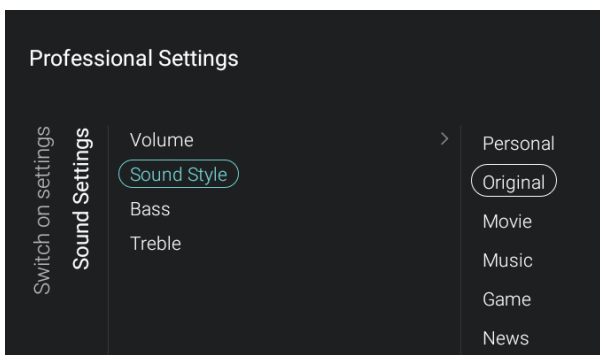 Professional Settings
Switch on settings
Sound Settings
Volume
Sound Style
Bass
Treble
Personal
Original
Movie
Music
Game
News